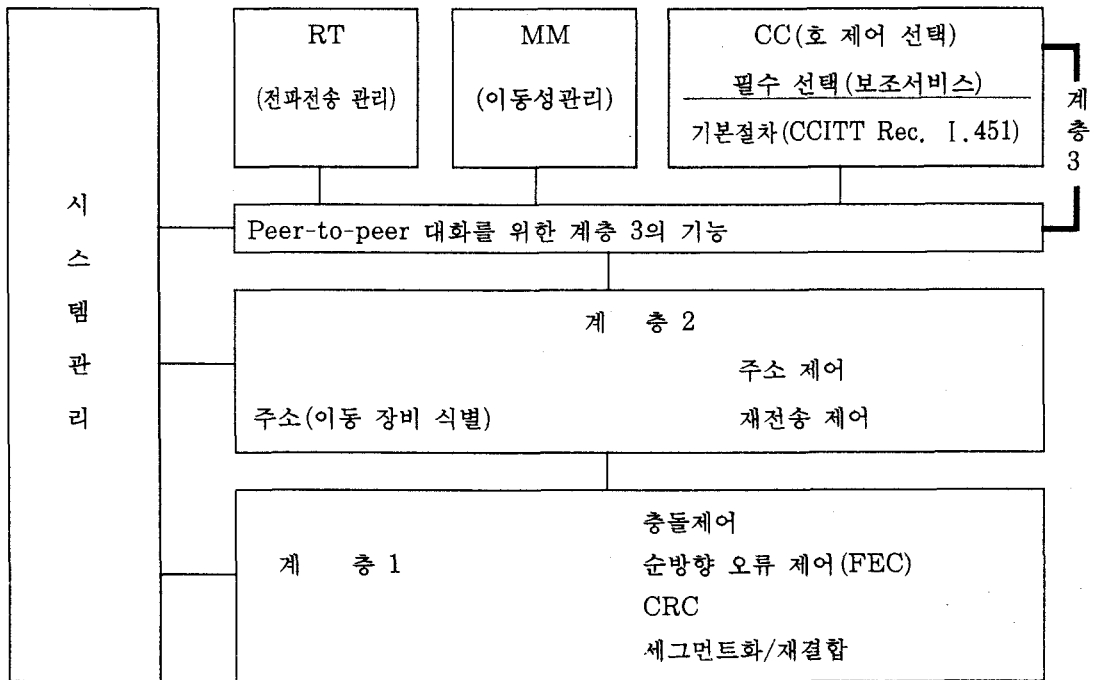 RT
(전파전송 관리)
MM
(이동성관리)
CC(호 제어 선택)
필수 선택(보조서비스)
기본절차(CCITT Rec. I.451)
계층3
시스템관리
Peer-to-peer 대화를 위한 계층 3의 기능
계 층 2
주소 제어
주소(이동 장비 식별) 재전송 제어
충돌제어
계 층 1 순방향 오류 제어(FEC)
CRC
세그먼트화/재결합